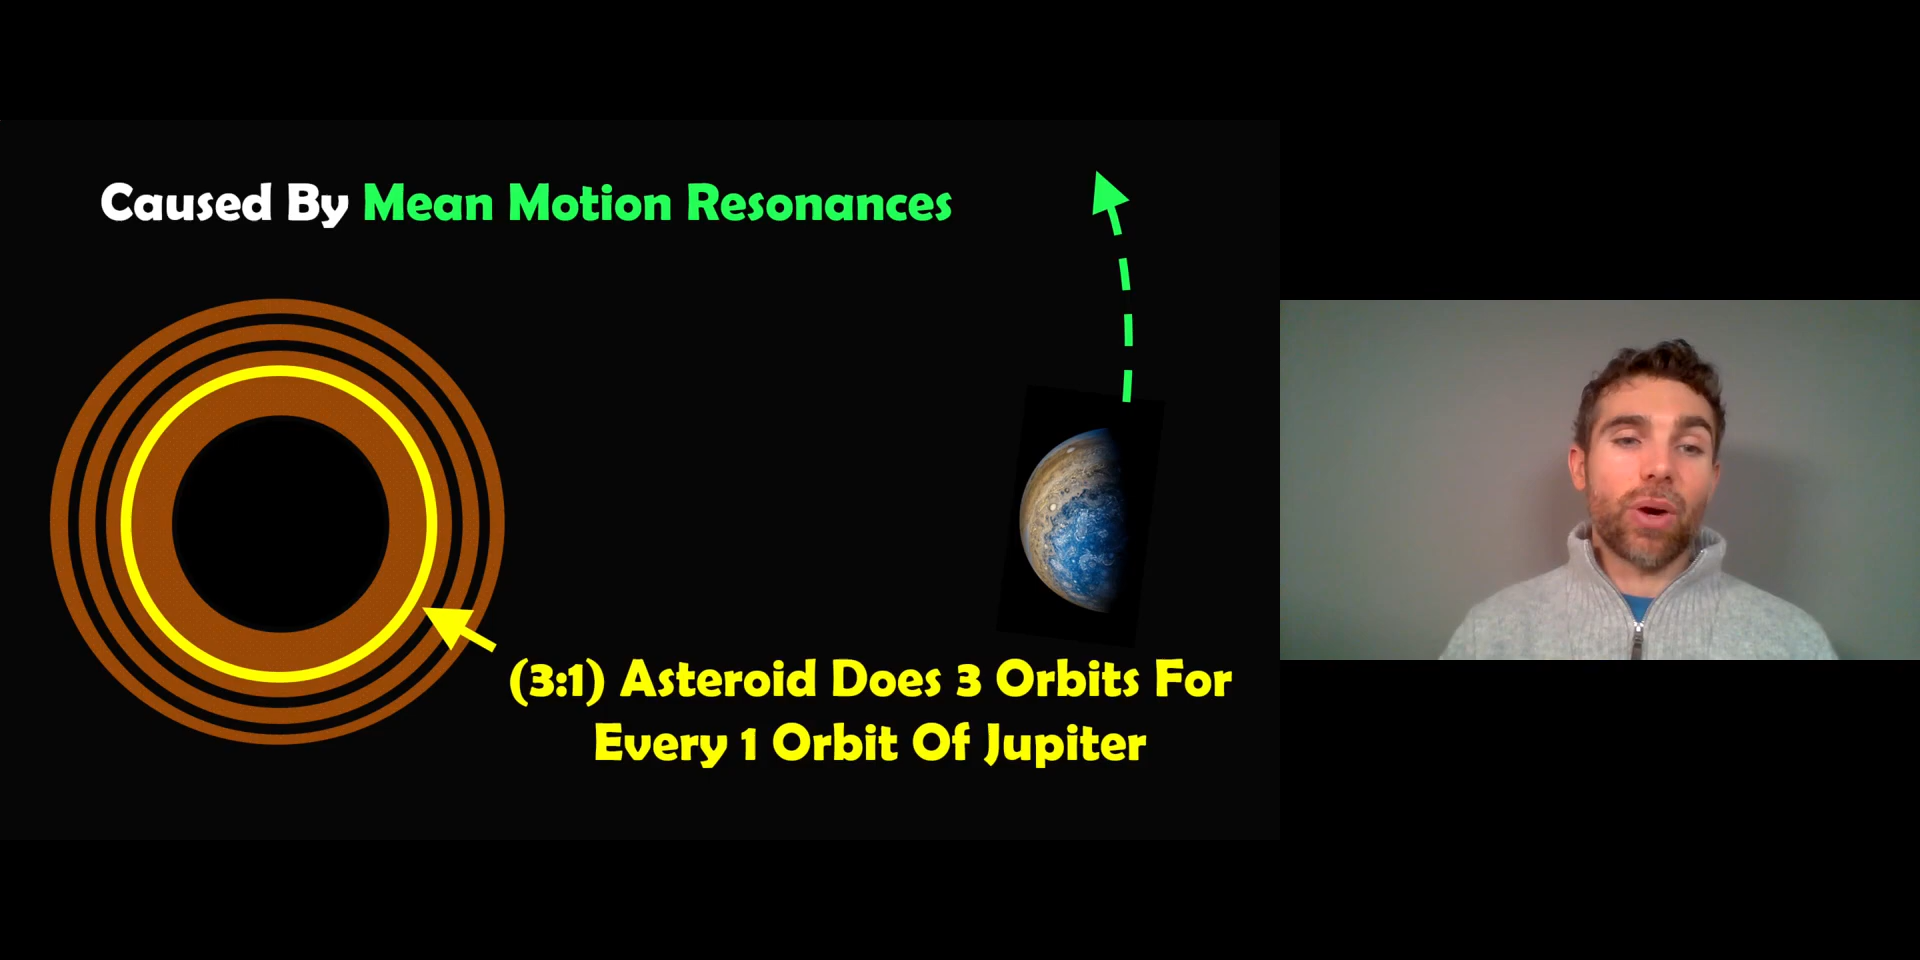 Caused By Mean Motion Resonances
(3:1) Asteroid Does 3 Orbits For
Every 1 Orbit Of Jupiter